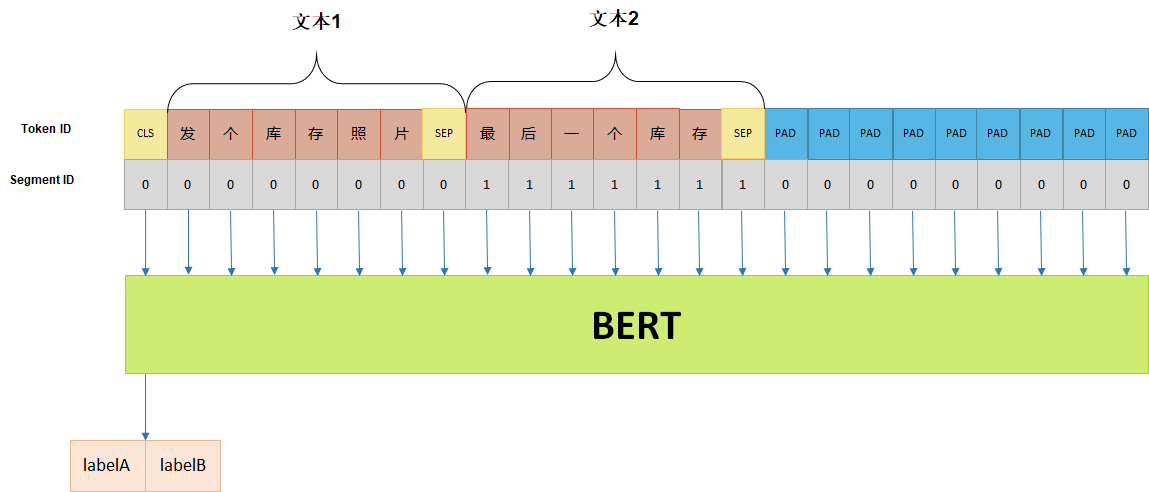 文本1 文本2
Token ID CLS 发 个 库 存 照 片 SEP 最 后 一 个 库 存 SEP PAD PAD PAD PAD PAD PAD PAD PAD PAD
Segment ID 0 0 0 0 0 0 0 0 1 1 1 1 1 1 1 0 0 0 0 0 0 0 0 0
BERT
labelA labelB